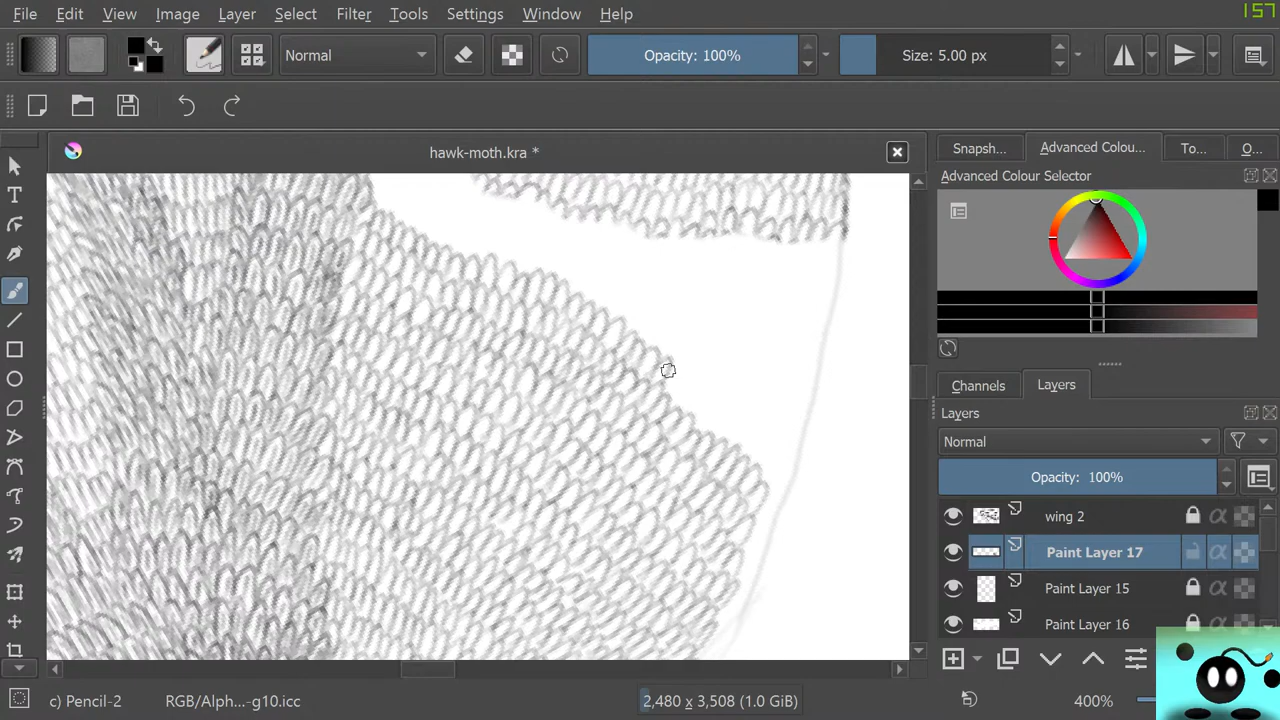 File Edit View Image Layer Select Filter Tools Settings Window Help
157
Normal
Opacity: 100%
Size: 5.00 px
hawk-moth.kra *
Snapsh... Advanced Colou... To... O...
Advanced Colour Selector
Channels Layers
Layers
Normal
Opacity: 100%
wing 2
Paint Layer 17
Paint Layer 15
Paint Layer 16
c) Pencil-2 RGB/Alph...-g10.icc 2,480 x 3,508 (1.0 GiB) 400%